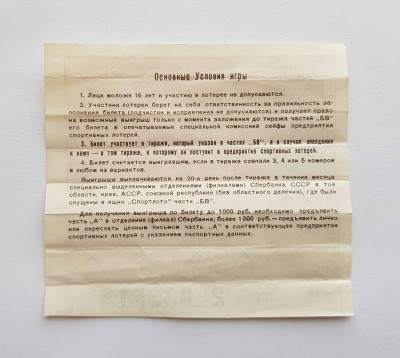 Основные Условия игры
1. Лица моложе 16 лет к участию в лотерее не допускаются.
2. Участник лотереи берет на себя ответственность за правильность за-
полнения билета (подчистки и исправления не допускаются) и получает право
на возможный выигрыш только с момента заложения до тиража частей „БВ"
его билета в опечатываемые специальной комиссией сейфы предприятия
спортивных лотерей.
3. Билет участвует в тираже, который указан в частях „БВ", а в случае опоздания
к нему — в том тираже, к которому он поступит в предприятия спортивных лотерей.
4. Билет считается выигравшим, если в тираже совпали 3, 4 или 5 номеров
в любом из вариантов.
Выигрыши выплачиваются на 20-й день после тиража в течение месяца
специально выделенными отделениями (филиалами) Сбербанка СССР в той
области, края, АССР, союзной республике (без областного деления), где были
опущены в ящик „Спортлото" части „БВ".
Для получения выигрыша по билету до 1000 руб. необходимо предъявить
часть „А" в отделение (филиал) Сбербанка; более 1000 руб. — предъявить лично
или переслать ценным письмом часть „А" в соответствующее предприятие
спортивных лотерей с указанием паспортных данных.